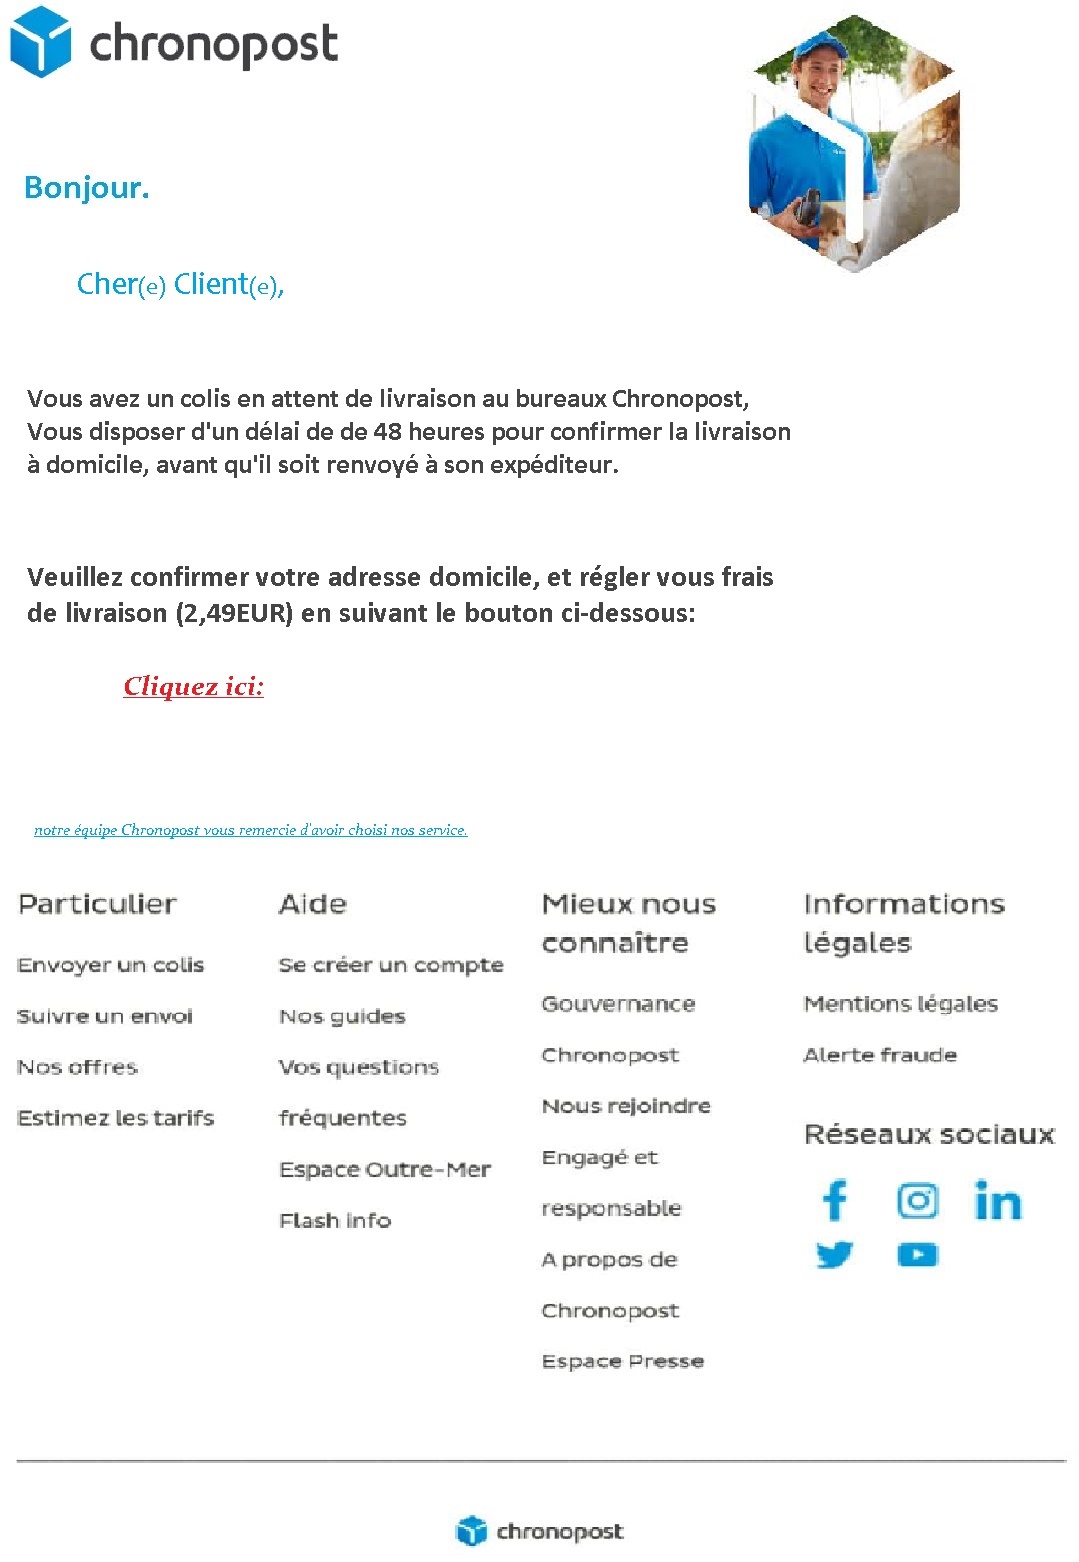 chronopost
Bonjour.
Cher(e) Client(e),
Vous avez un colis en attent de livraison au bureaux Chronopost,
Vous disposer d'un délai de de 48 heures pour confirmer la livraison
à domicile, avant qu'il soit renvoyé à son expéditeur.
Veuillez confirmer votre adresse domicile, et régler vous frais
de livraison (2,49EUR) en suivant le bouton ci-dessous:
Cliquez ici:
notre équipe Chronopost vous remercie d'avoir choisi nos service.
Particulier
Envoyer un colis
Suivre un envoi
Nos offres
Estimez les tarifs
Aide
Se créer un compte
Nos guides
Vos questions
fréquentes
Espace Outre-Mer
Flash info
Mieux nous
connaître
Gouvernance
Chronopost
Nous rejoindre
Engagé et
responsable
A propos de
Chronopost
Espace Presse
Informations
légales
Mentions légales
Alerte fraude
Réseaux sociaux
chronopost